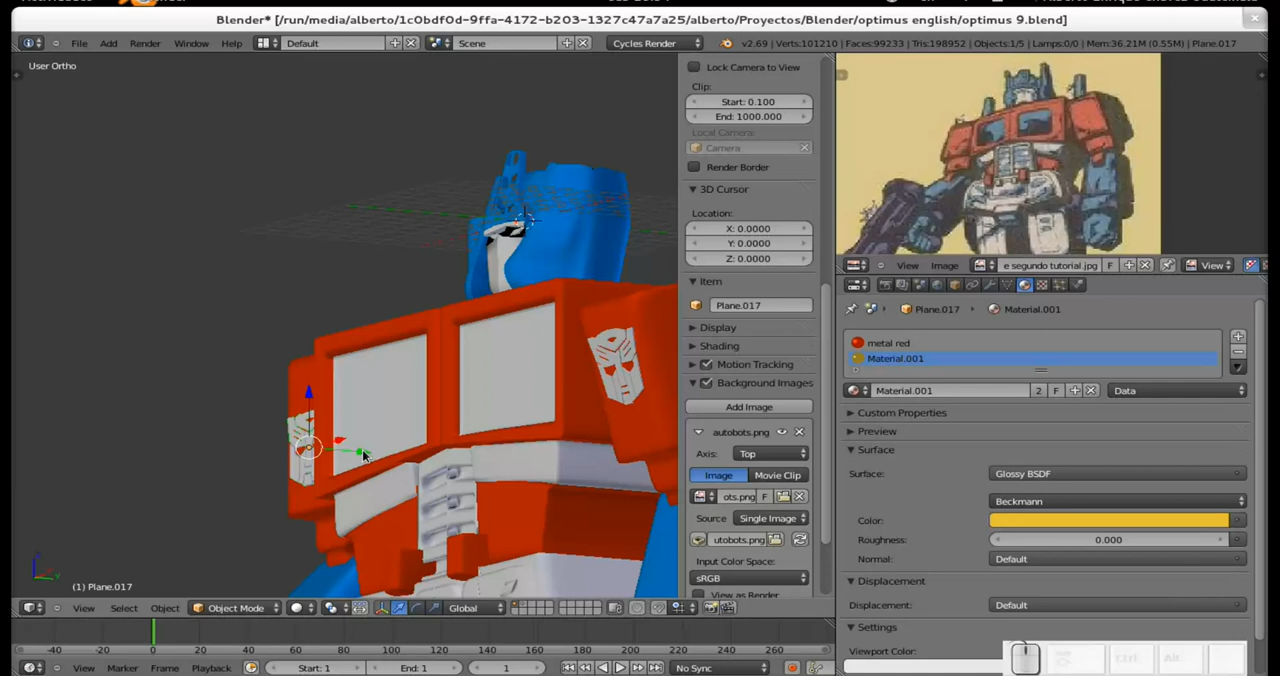 Blender* [/run/media/alberto/1c0bdf0d-9ffa-4172-b203-1327c47a7a25/alberto/Proyectos/Blender/optimus english/optimus 9.blend]
File Add Render Window Help Default Scene Cycles Render v2.69 | Verts:101210 | Faces:99233 | Tris:198952 | Objects:1/5 | Lamps:0/0 | Mem:36.21M (0.55M) | Plane.017
User Ortho
Lock Camera to View
Clip:
Start: 0.100
End: 1000.000
Local Camera:
Camera
Render Border
3D Cursor
Location:
X: 0.0000
Y: 0.0000
Z: 0.0000
Item
Plane.017
Display
Shading
Motion Tracking
Background Images
Add Image
autobots.png
Axis: Top
Image Movie Clip
ots.png F
Source Single Image
utobots.png
Input Color Space:
sRGB
View as Render
(1) Plane.017
View Select Object Object Mode Global
-40 -20 0 20 40 60 80 100 120 140 160 180 200 220 240 260
View Marker Frame Playback Start: 1 End: 1 1 No Sync
View Image e segundo tutorial.jpg F View
Plane.017 Material.001
metal red
Material.001
Material.001 2 F Data
Custom Properties
Preview
Surface
Surface: Glossy BSDF
Beckmann
Color:
Roughness: 0.000
Normal: Default
Displacement
Displacement: Default
Settings
Viewport Color:
Ctrl Alt